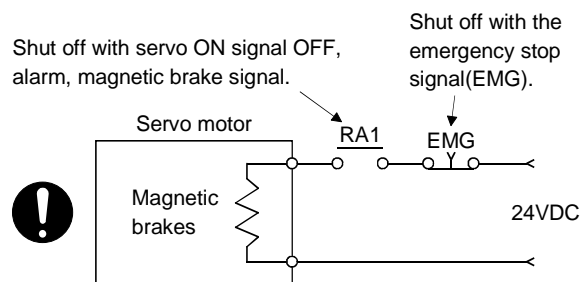 Shut off with servo ON signal OFF,
alarm, magnetic brake signal.
Shut off with the
emergency stop
signal(EMG).
Servo motor
RA1
EMG
Magnetic
brakes
24VDC